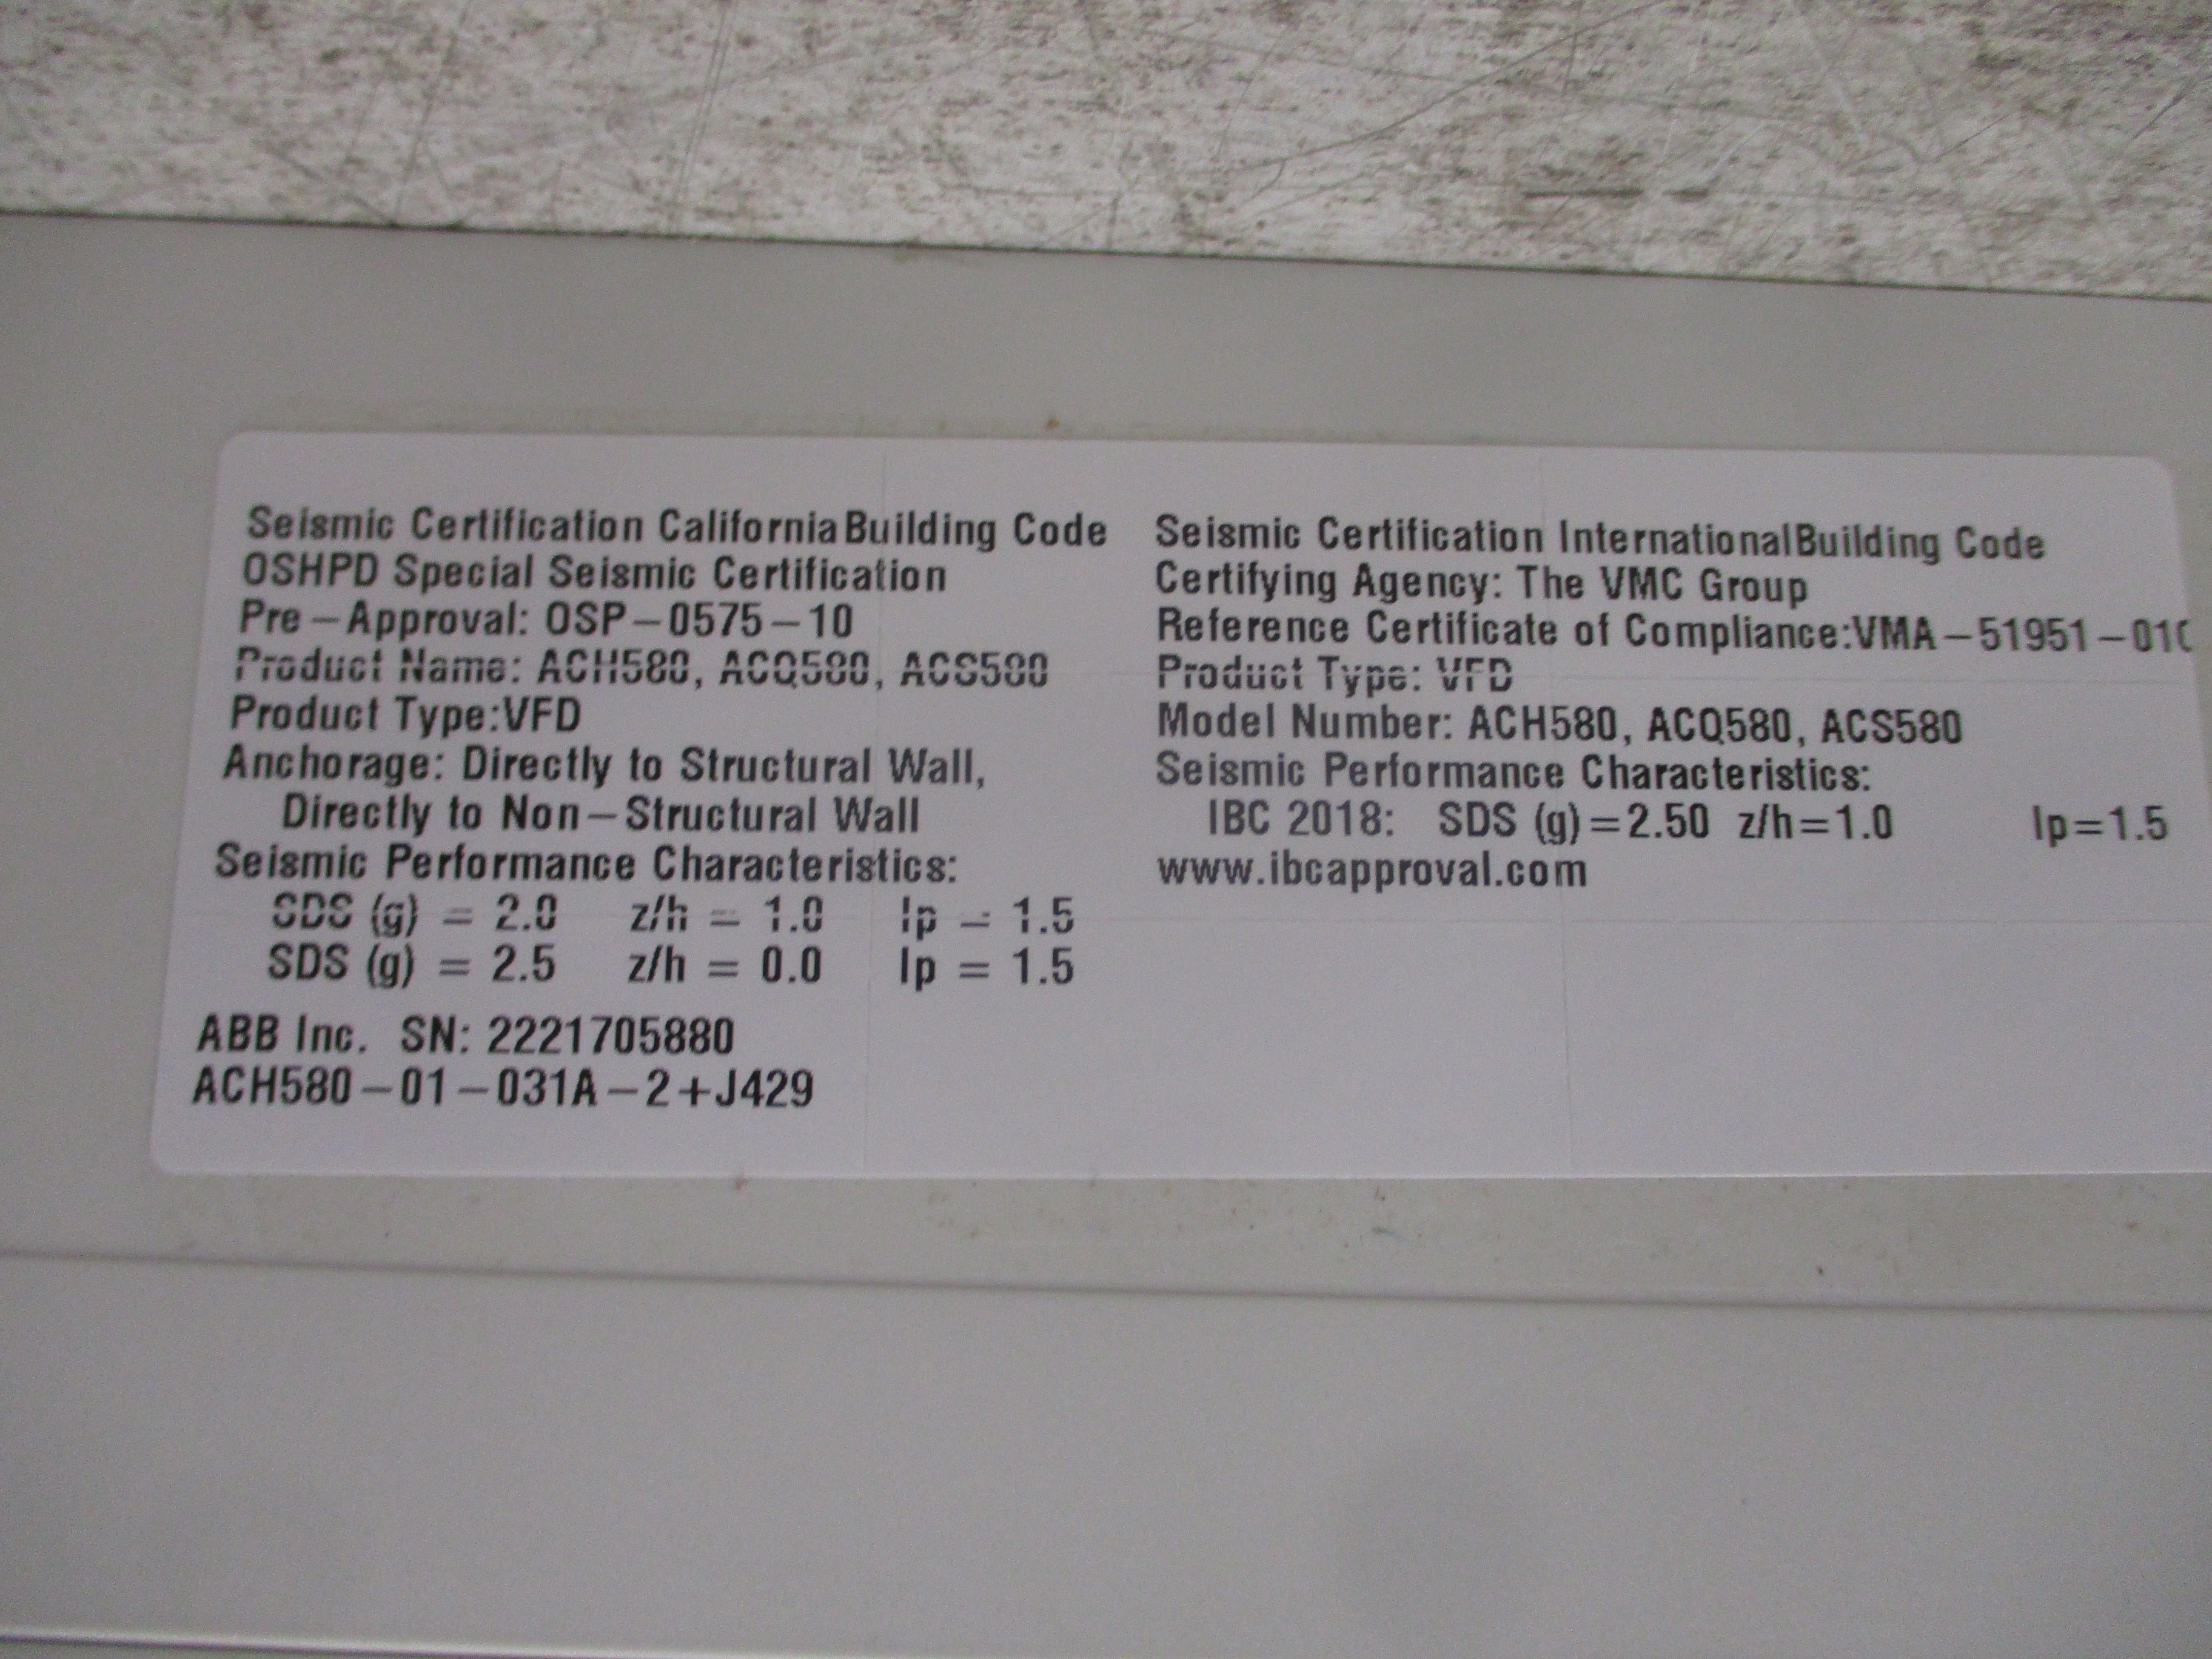 Seismic Certification California Building Code
OSHPD Special Seismic Certification
Pre-Approval: OSP-0575-10
Product Name: ACH580, ACQ580, ACS580
Product Type:VFD
Anchorage: Directly to Structural Wall,
Directly to Non-Structural Wall
Seismic Performance Characteristics:
SDS (g) = 2.0 z/h = 1.0 Ip = 1.5
SDS (g) = 2.5 z/h = 0.0 Ip = 1.5
ABB Inc. SN: 2221705880
ACH580-01-031A-2+J429
Seismic Certification International Building Code
Certifying Agency: The VMC Group
Reference Certificate of Compliance:
Product Type: VFD
Model Number: ACH580, ACQ580, ACS580
Seismic Performance Characteristics:
IBC 2018: SDS (g)=2.50 z/h=1.0 Ip=1.5
www.ibcapproval.com